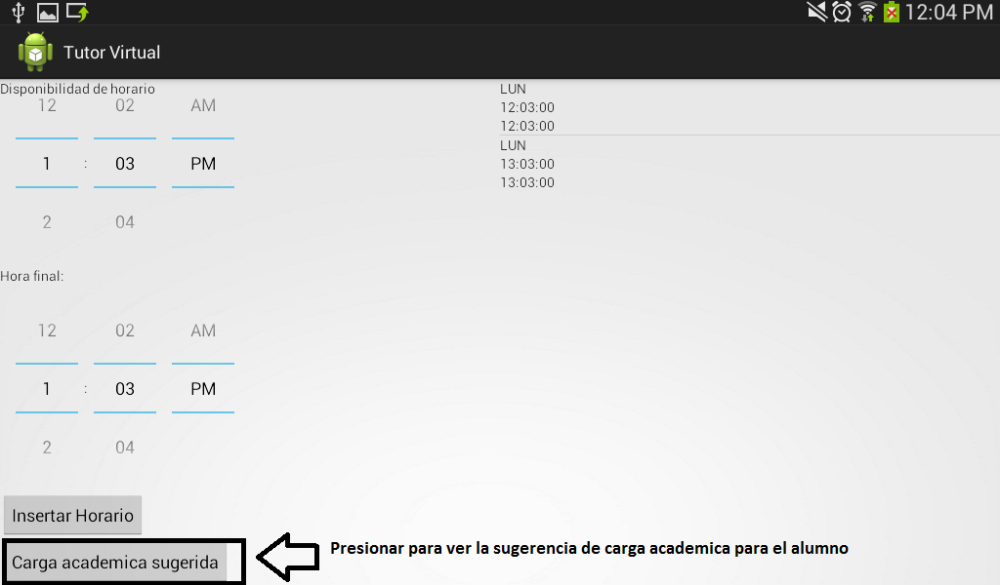 12:04 PM
Tutor Virtual
Disponibilidad de horario
12 02 AM
1 : 03 PM
2 04
Hora final:
12 02 AM
1 : 03 PM
2 04
Insertar Horario
Carga academica sugerida
Presionar para ver la sugerencia de carga academica para el alumno
LUN
12:03:00
12:03:00
LUN
13:03:00
13:03:00